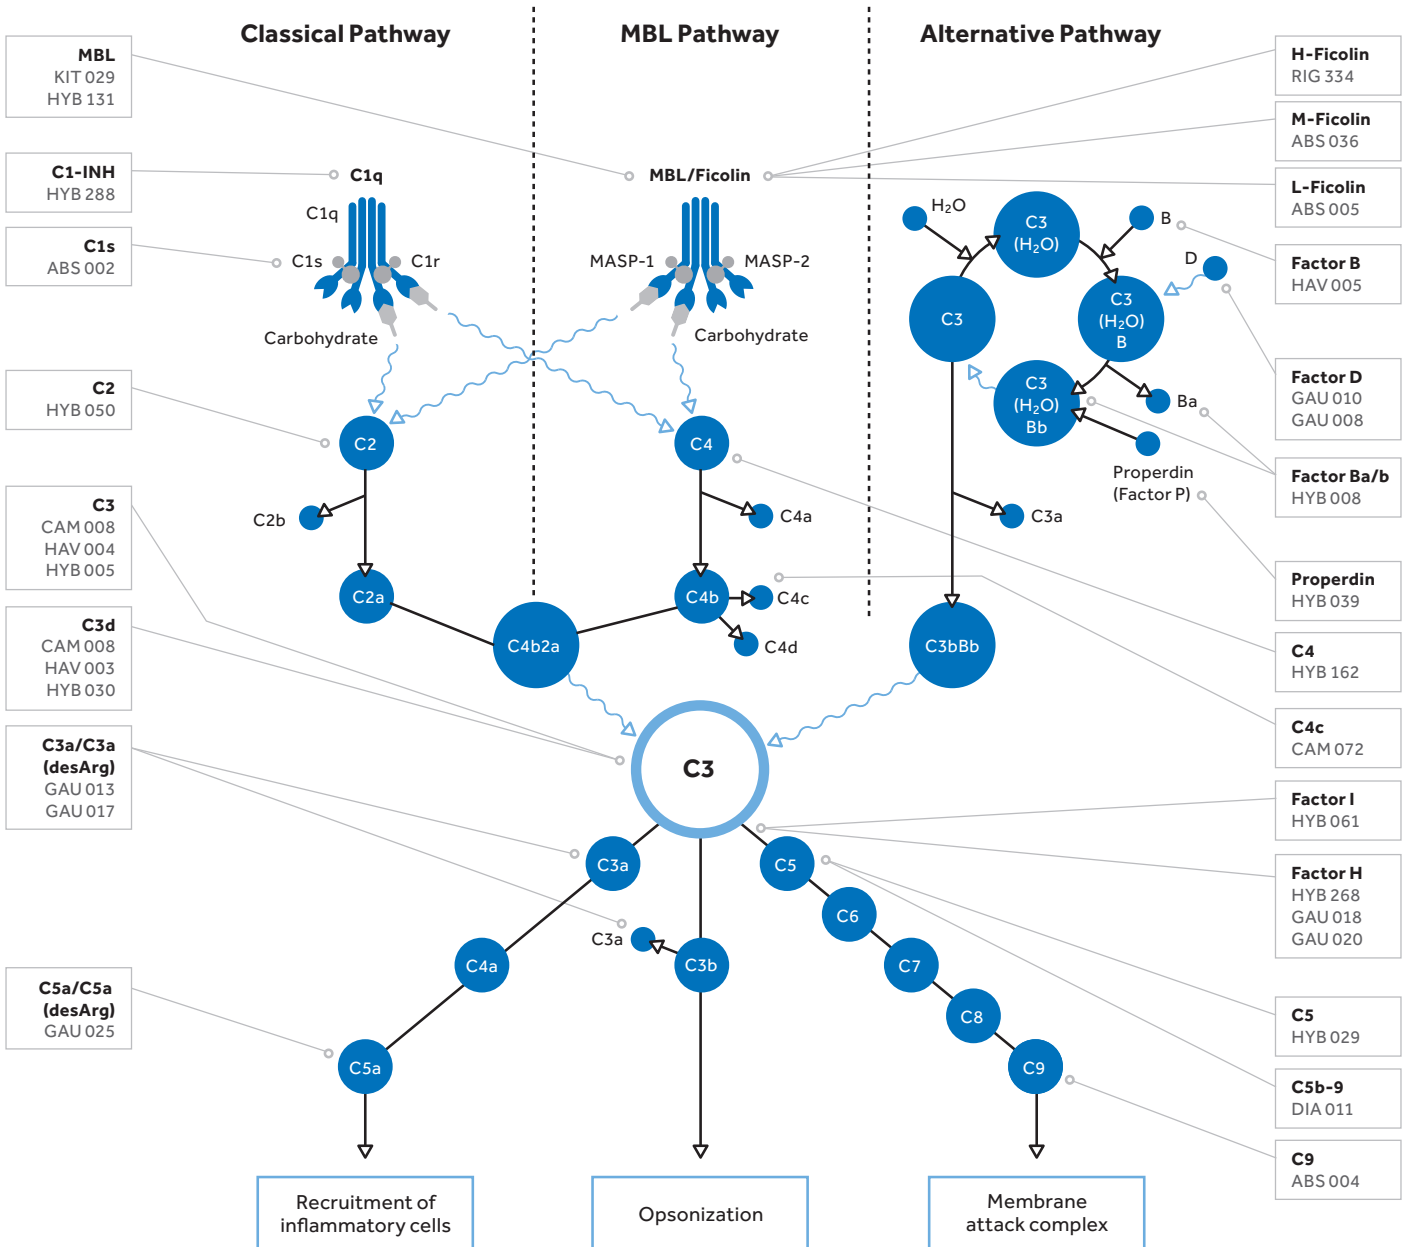 Classical Pathway
MBL Pathway
Alternative Pathway
MBL
KIT 029
HYB 131
C1-INH
HYB 288
C1s
ABS 002
C2
HYB 050
C3
CAM 008
HAV 004
HYB 005
C3d
CAM 008
HAV 003
HYB 030
C3a/C3a
(desArg)
GAU 013
GAU 017
C5a/C5a
(desArg)
GAU 025
C1q
C1q
C1s
C1r
Carbohydrate
MBL/Ficolin
MASP-1
MASP-2
Carbohydrate
H₂O
C3
(H₂O)
B
D
C3
C3
(H₂O)
B
C3
(H₂O)
Bb
Ba
Properdin
(Factor P)
C2
C4
C2b
C4a
C3a
C2a
C4b
C4c
C4d
C4b2a
C3bBb
C3
C3a
C5
C6
C3a
C4a
C3b
C7
C8
C5a
C9
Recruitment of
inflammatory cells
Opsonization
Membrane
attack complex
H-Ficolin
RIG 334
M-Ficolin
ABS 036
L-Ficolin
ABS 005
Factor B
HAV 005
Factor D
GAU 010
GAU 008
Factor Ba/b
HYB 008
Properdin
HYB 039
C4
HYB 162
C4c
CAM 072
Factor I
HYB 061
Factor H
HYB 268
GAU 018
GAU 020
C5
HYB 029
C5b-9
DIA 011
C9
ABS 004